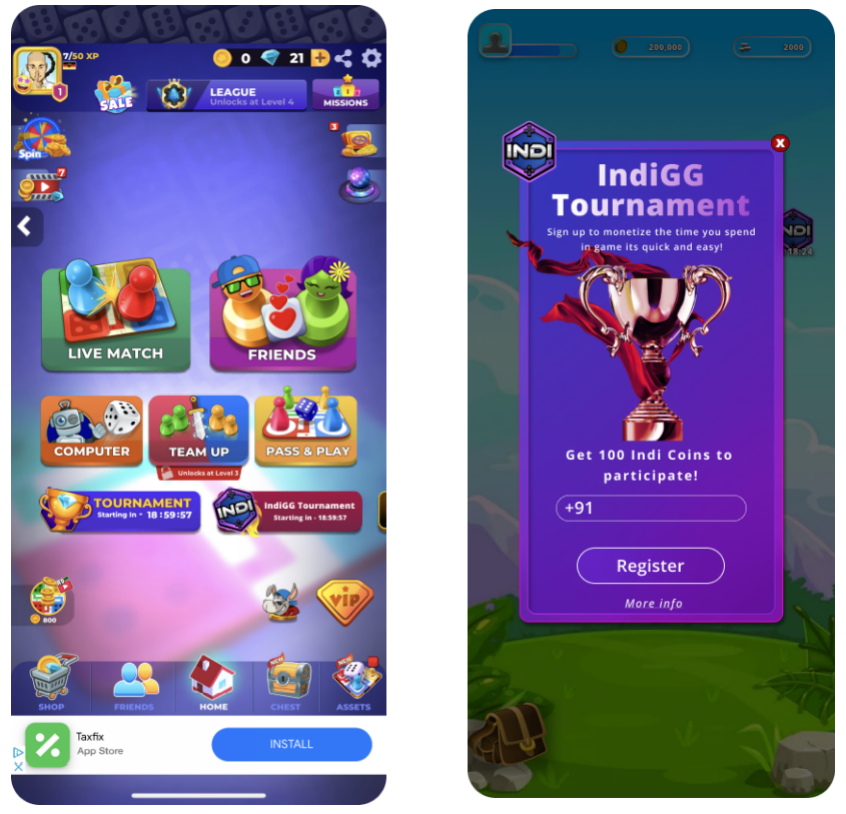 7/50 XP
0
21
1
SALE
LEAGUE
Unlocks at Level 4
MISSIONS
Spin
3
7
LIVE MATCH
FRIENDS
COMPUTER
TEAM UP
PASS & PLAY
Unlocks at Level 3
TOURNAMENT
Starting in - 18:59:57
INDI
IndiGG Tournament
Starting in - 18:59:57
800
VIP
NEW
NEW
SHOP
FRIENDS
HOME
CHEST
ASSETS
Taxfix
App Store
INSTALL
200,000
2000
X
INDI
IndiGG
Tournament
Sign up to monetize the time you spend
in game its quick and easy!
NDI
18:24
Get 100 Indi Coins to
participate!
+91
Register
More info